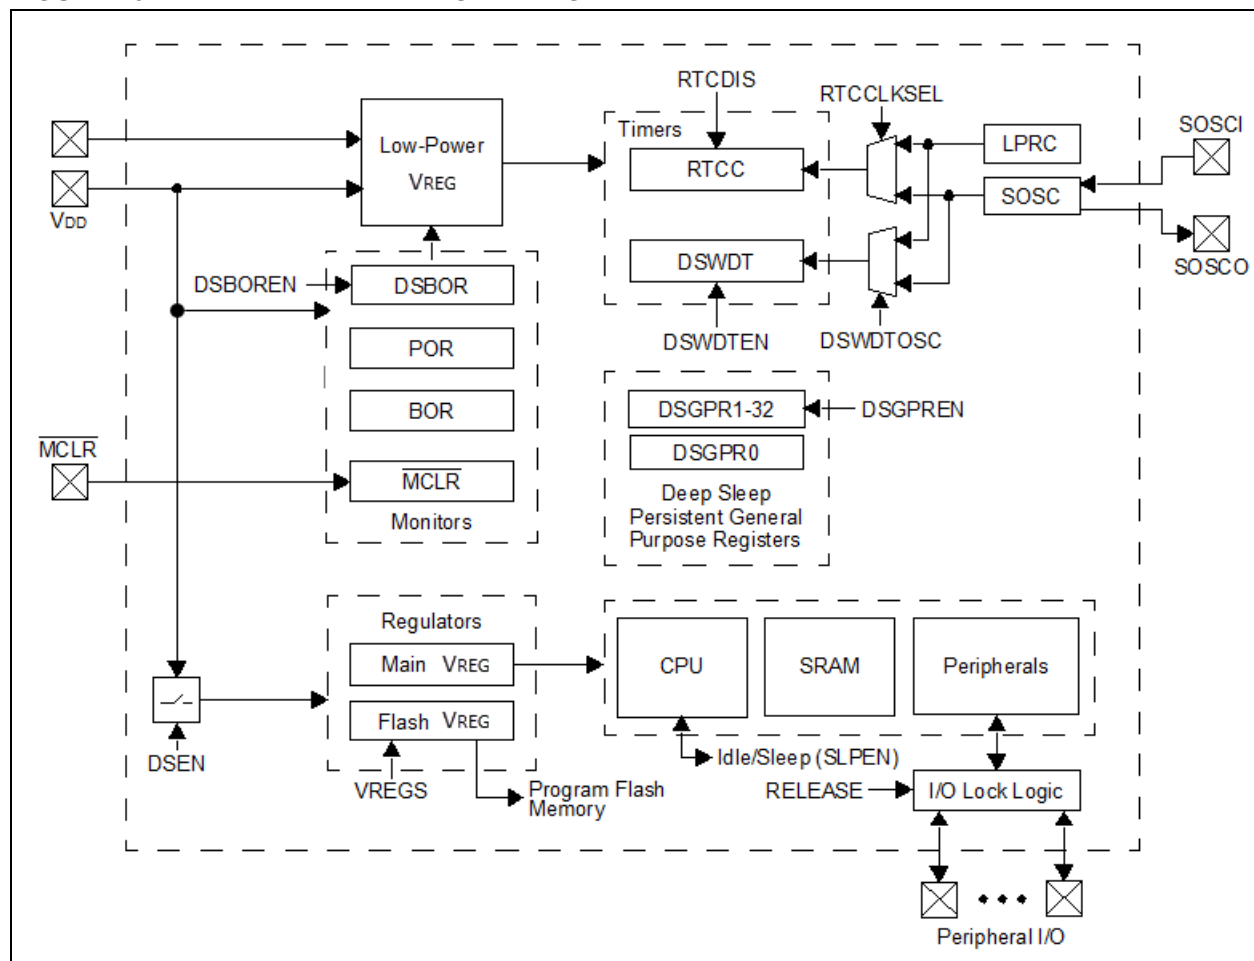 RTCDIS
RTCCLKSEL
SOSCI
Timers
LPRC
Low-Power
VREG
RTCC
SOSC
VDD
SOSCO
DSWDT
DSBOREN
DSBOR
DSWDTEN
DSWDTOSC
POR
BOR
DSGPR1-32
DSGPREN
DSGPR0
MCLR
MCLR
Monitors
Deep Sleep
Persistent General
Purpose Registers
Regulators
Main VREG
CPU
SRAM
Peripherals
Flash VREG
DSEN
Idle/Sleep (SLPEN)
VREGS
Program Flash
Memory
RELEASE
I/O Lock Logic
Peripheral I/O